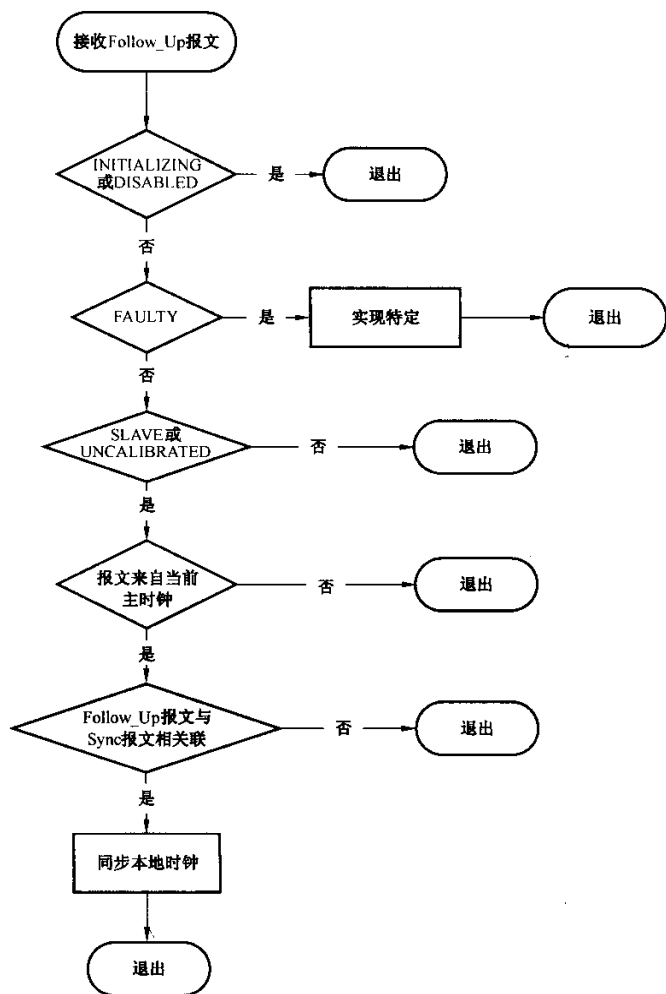 接收Follow_Up报文
INITIALIZING
或DISABLED
是
退出
否
FAULTY
是
实现特定
退出
否
SLAVE或
UNCALIBRATED
否
退出
是
报文来自当前
主时钟
否
退出
是
Follow_Up报文与
Sync报文相关联
否
退出
是
同步本地时钟
退出